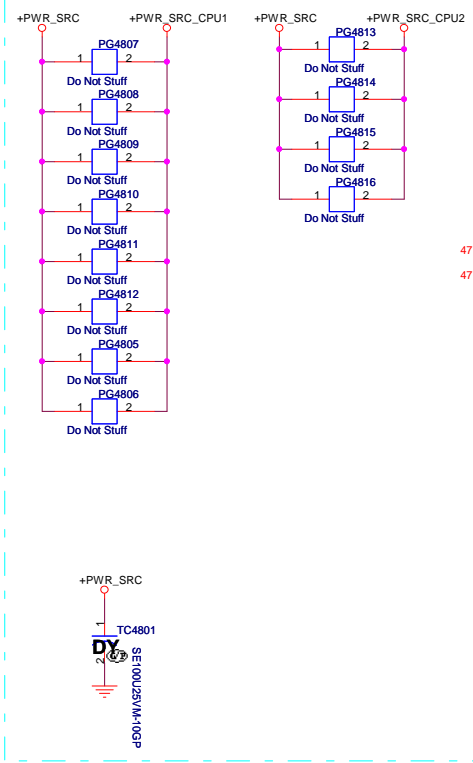 +PWR_SRC +PWR_SRC_CPU1 +PWR_SRC +PWR_SRC_CPU2
PG4807
1 2
Do Not Stuff
PG4808
1 2
Do Not Stuff
PG4809
1 2
Do Not Stuff
PG4810
1 2
Do Not Stuff
PG4811
1 2
Do Not Stuff
PG4812
1 2
Do Not Stuff
PG4805
1 2
Do Not Stuff
PG4806
1 2
Do Not Stuff
PG4813
1 2
Do Not Stuff
PG4814
1 2
Do Not Stuff
PG4815
1 2
Do Not Stuff
PG4816
1 2
Do Not Stuff
47
47
+PWR_SRC
1
TC4801
DY
2
SE100U25VM-10GP